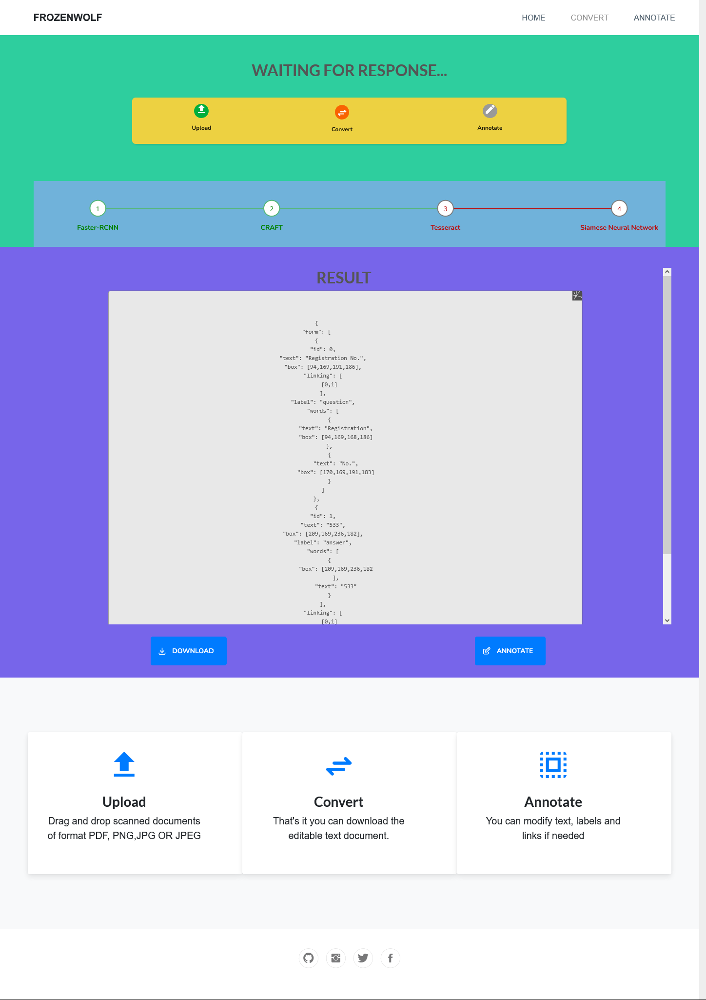 FROZENWOLF
HOME CONVERT ANNOTATE
WAITING FOR RESPONSE...
Upload Convert Annotate
1 2 3 4
Faster-RCNN CRAFT Tesseract Siamese Neural Network
RESULT
{
"form": [
{
"id": 0,
"text": "Registration No.",
"box": [94,169,191,186],
"linking": [
[0,1]
],
"label": "question",
"words": [
{
"text": "Registration",
"box": [94,169,168,186]
},
{
"text": "No.",
"box": [170,169,191,183]
}
]
},
{
"id": 1,
"text": "533",
"box": [209,169,236,182],
"label": "answer",
"words": [
{
"box": [209,169,236,182
],
"text": "533"
}
],
"linking": [
[0,1]
DOWNLOAD ANNOTATE
Upload
Drag and drop scanned documents
of format PDF, PNG,JPG OR JPEG
Convert
That's it you can download the
editable text document.
Annotate
You can modify text, labels and
links if needed